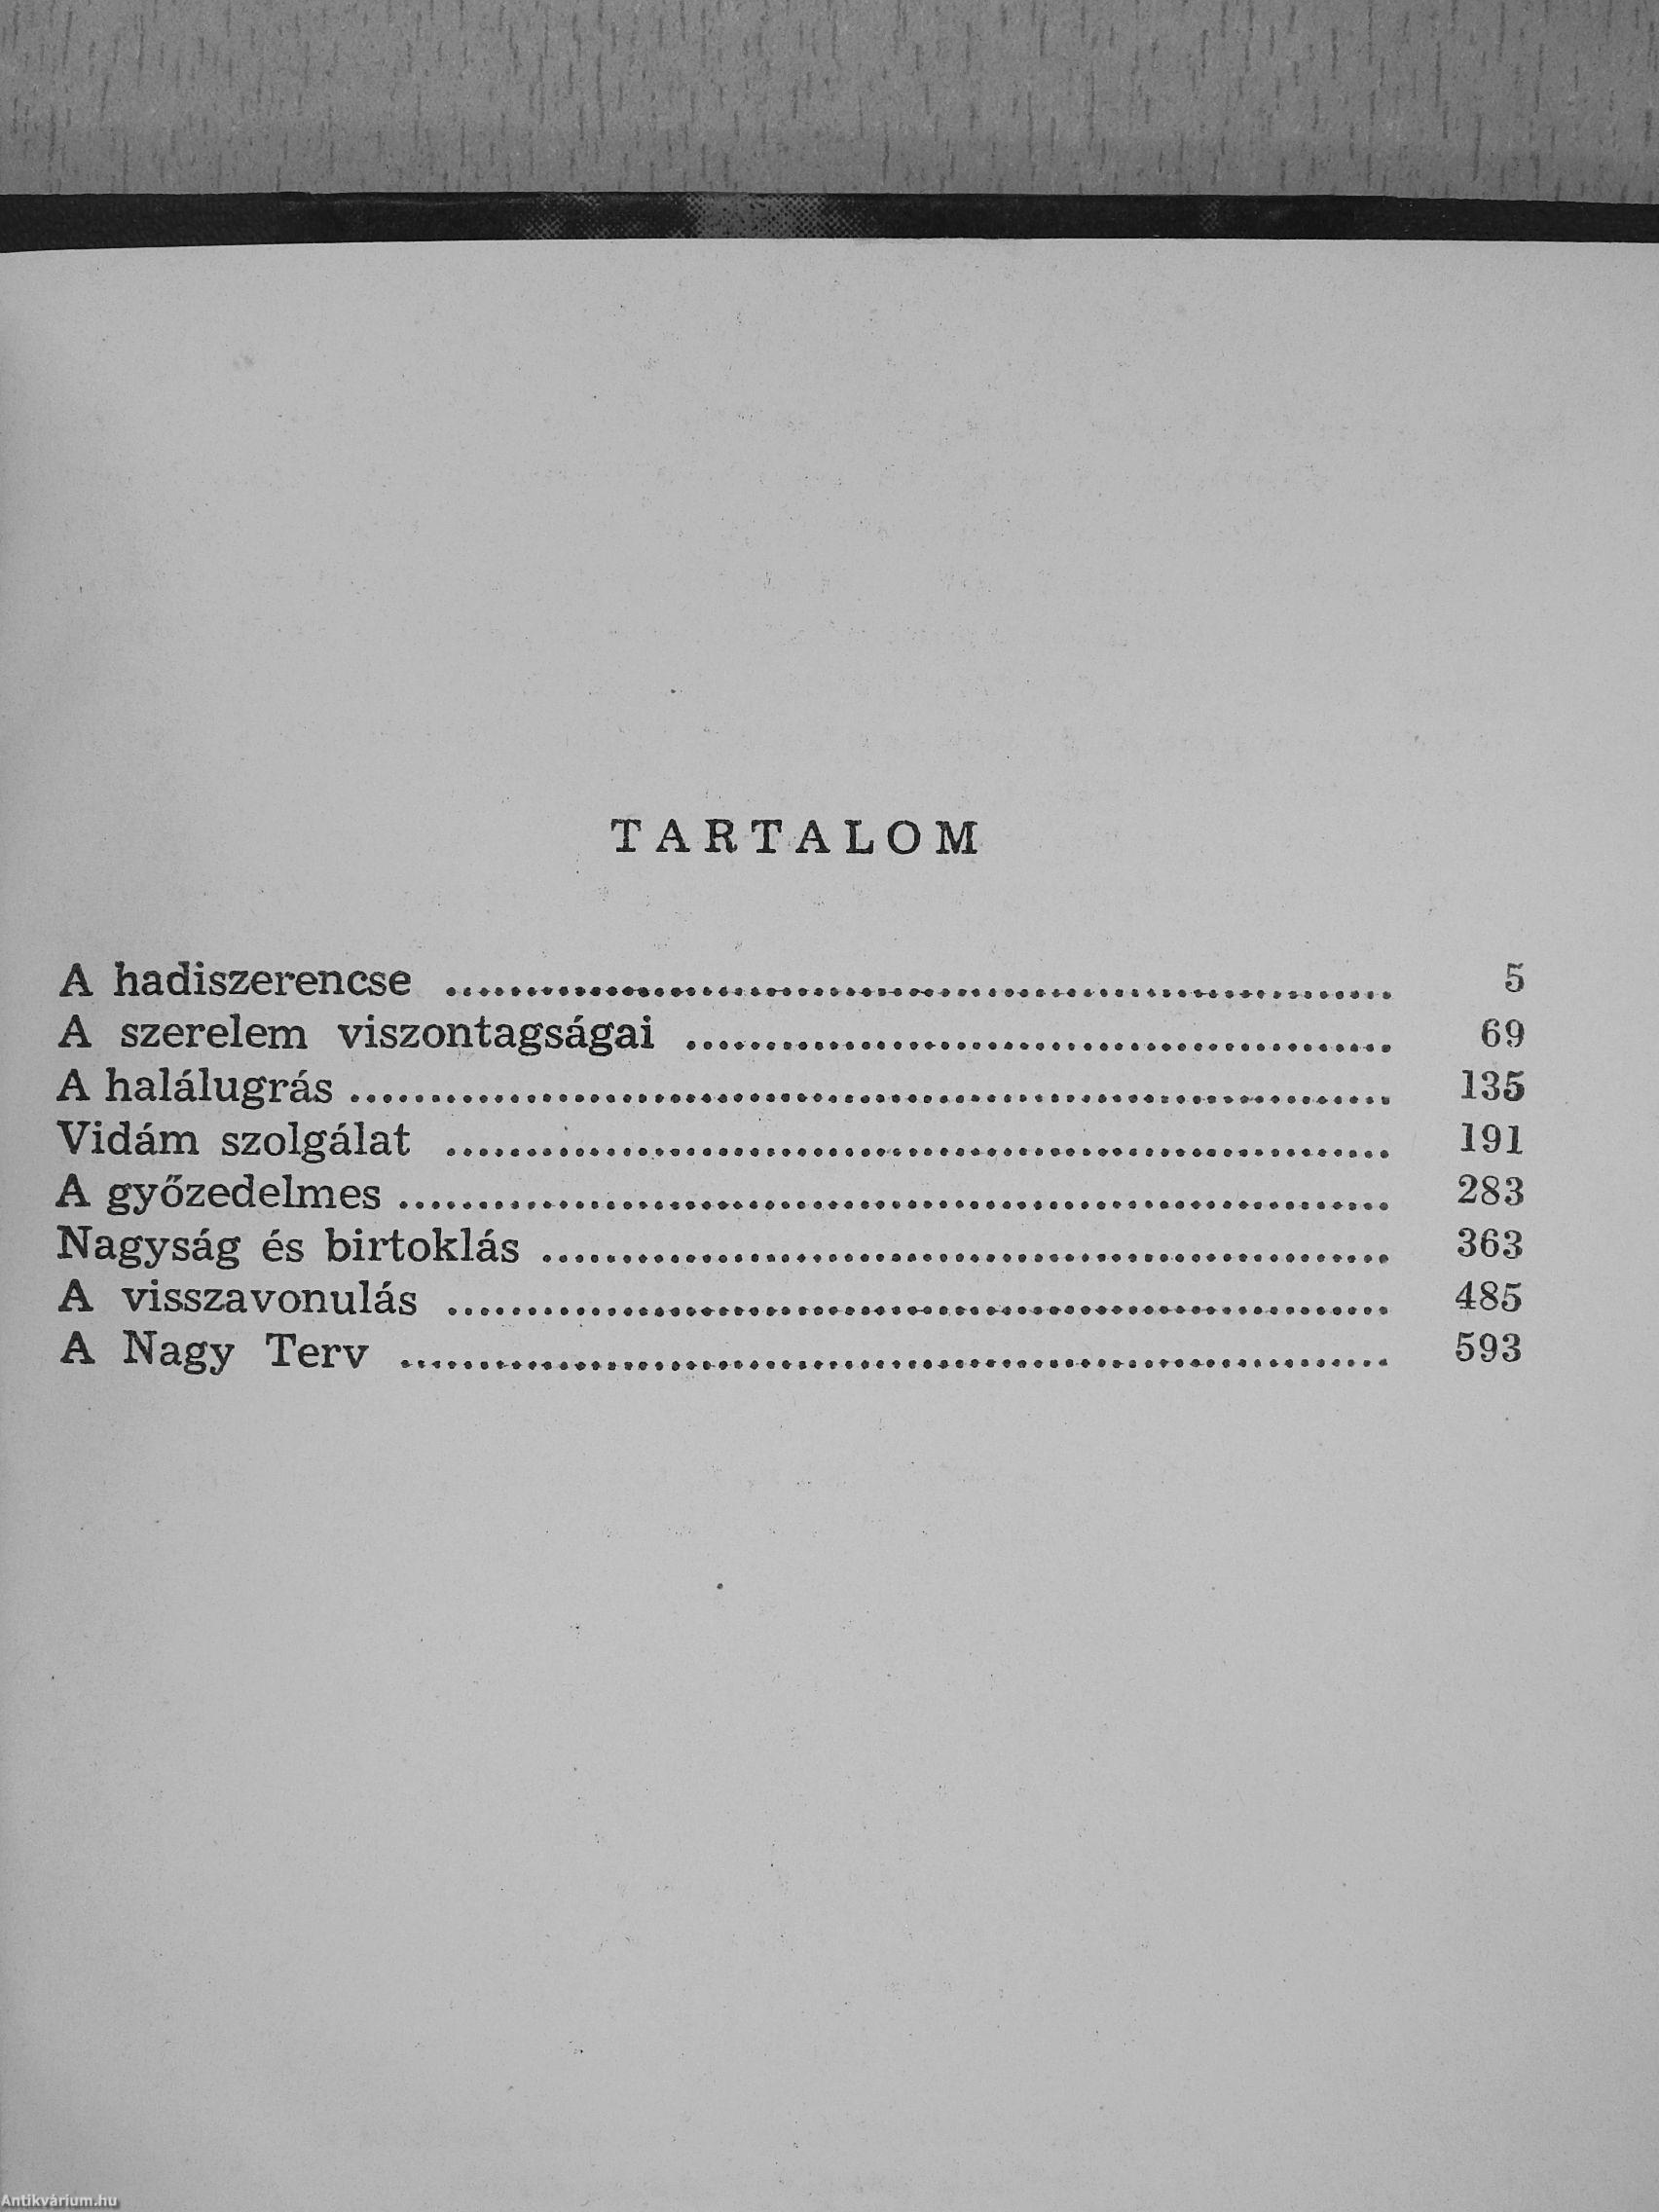 TARTALOM
A hadiszerencse ........................................ 5
A szerelem viszontagságai ........................................ 69
A halálugrás ........................................ 135
Vidám szolgálat ........................................ 191
A győzedelmes ........................................ 283
Nagyság és birtoklás ........................................ 363
A visszavonulás ........................................ 485
A Nagy Terv ........................................ 593
Antikvárium.hu